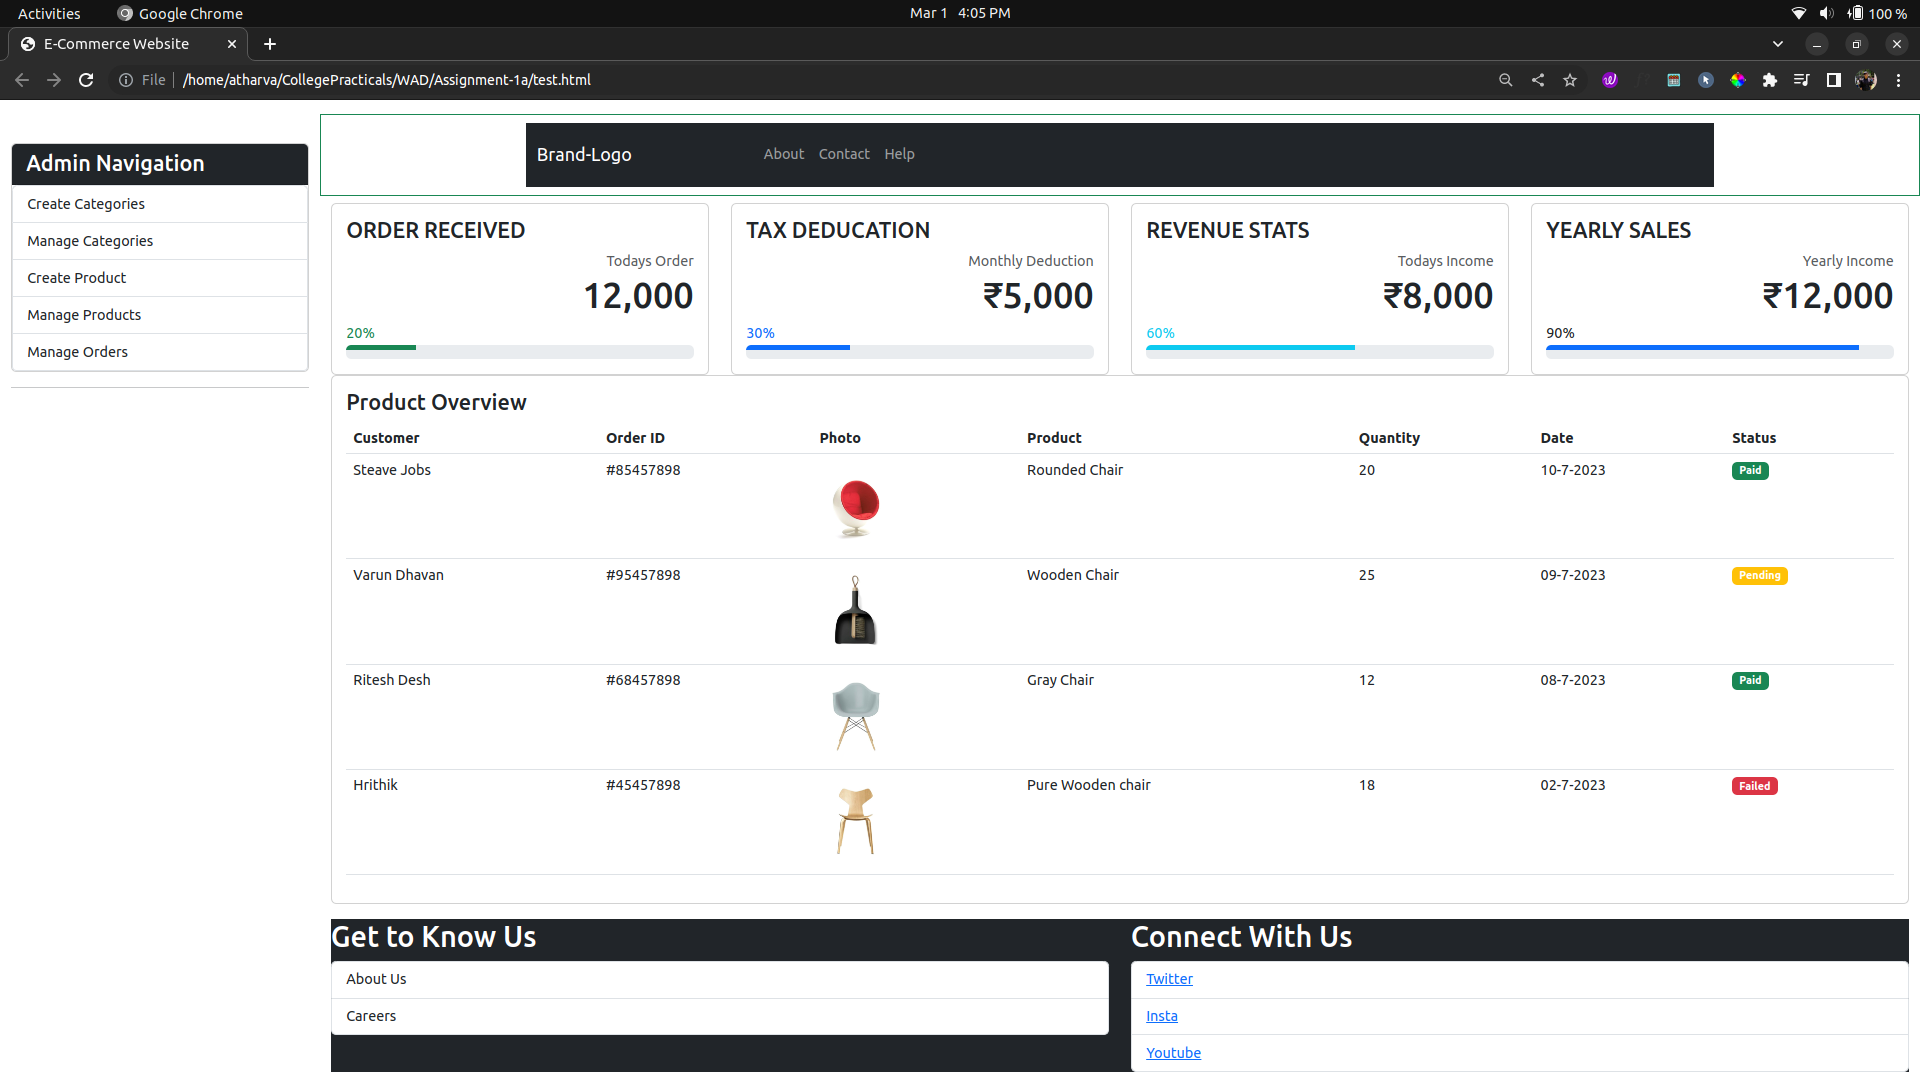 Activities Google Chrome Mar 1 4:05 PM 100 %
E-Commerce Website
File /home/atharva/CollegePracticals/WAD/Assignment-1a/test.html
Admin Navigation
Create Categories
Manage Categories
Create Product
Manage Products
Manage Orders
Brand-Logo About Contact Help
ORDER RECEIVED
Todays Order
12,000
20%
TAX DEDUCATION
Monthly Deduction
₹5,000
30%
REVENUE STATS
Todays Income
₹8,000
60%
YEARLY SALES
Yearly Income
₹12,000
90%
Product Overview
Customer Order ID Photo Product Quantity Date Status
Steave Jobs #85457898 Rounded Chair 20 10-7-2023 Paid
Varun Dhavan #95457898 Wooden Chair 25 09-7-2023 Pending
Ritesh Desh #68457898 Gray Chair 12 08-7-2023 Paid
Hrithik #45457898 Pure Wooden chair 18 02-7-2023 Failed
Get to Know Us
About Us
Careers
Connect With Us
Twitter
Insta
Youtube